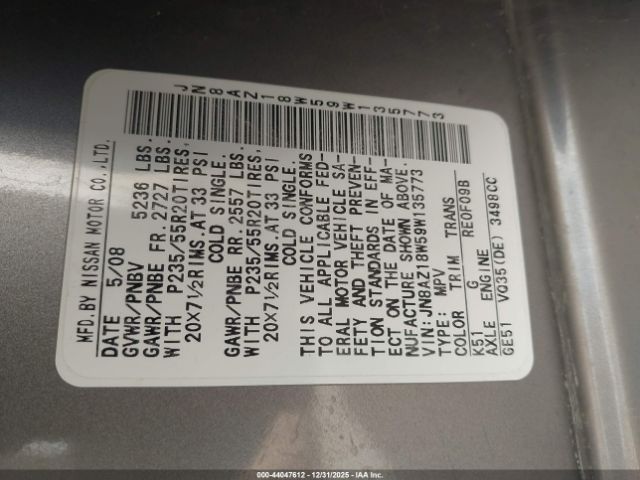 JN8AZ18W59W135773
MFD.BY NISSAN MOTOR CO.,LTD.
DATE 5/08
GVWR/PNBV 5236 LBS.
GAWR/PNBE FR.2727 LBS.
WITH P235/55R20TIRES,
20X7½RIMS.AT 33 PSI
COLD SINGLE.
GAWR/PNBE RR.2557 LBS.
WITH P235/55R20TIRES,
20X7½RIMS.AT 33 PSI
COLD SINGLE.
THIS VEHICLE CONFORMS
TO ALL APPLICABLE FED-
ERAL MOTOR VEHICLE SA-
FETY AND THEFT PREVEN-
TION STANDARDS IN EFF-
ECT ON THE DATE OF MA-
NUFACTURE SHOWN ABOVE.
VIN:JN8AZ18W59W135773
TYPE: MPV
COLOR TRIM TRANS
K51 G RE0F09B
AXLE ENGINE
GE51 VQ35(DE) 3498CC
000-44047612 - 12/31/2025 - IAAI.COM